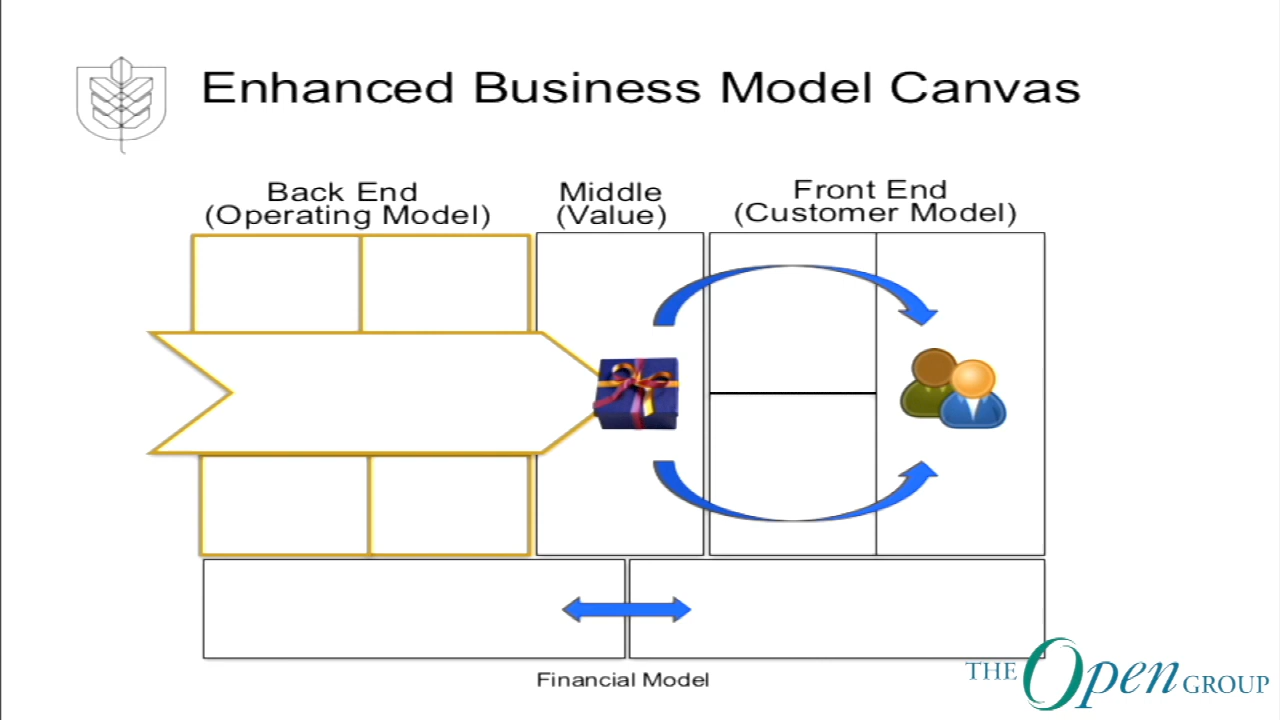 Enhanced Business Model Canvas
Back End
(Operating Model)
Middle
(Value)
Front End
(Customer Model)
Financial Model
THE Open GROUP